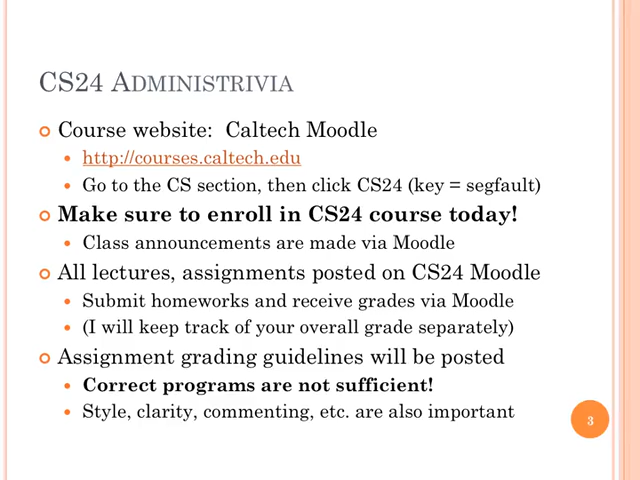 CS24 ADMINISTRIVIA
Course website: Caltech Moodle
http://courses.caltech.edu
Go to the CS section, then click CS24 (key = segfault)
Make sure to enroll in CS24 course today!
Class announcements are made via Moodle
All lectures, assignments posted on CS24 Moodle
Submit homeworks and receive grades via Moodle
(I will keep track of your overall grade separately)
Assignment grading guidelines will be posted
Correct programs are not sufficient!
Style, clarity, commenting, etc. are also important
3